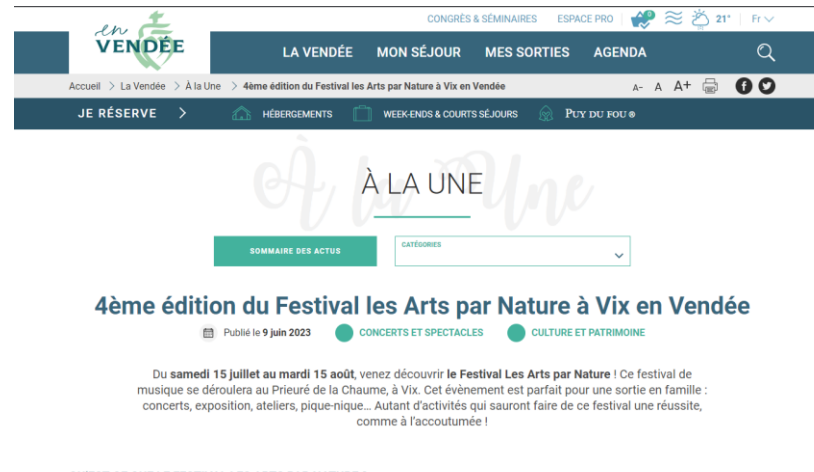 CONGRÈS & SÉMINAIRES ESPACE PRO 21° Fr
en
VENDÉE
LA VENDÉE MON SÉJOUR MES SORTIES AGENDA
Accueil > La Vendée > À la Une > 4ème édition du Festival les Arts par Nature à Vix en Vendée A- A A+
JE RÉSERVE > HÉBERGEMENTS WEEK-ENDS & COURTS SÉJOURS PUY DU FOU ®
À la Une
À LA UNE
SOMMAIRE DES ACTUS
CATÉGORIES
4ème édition du Festival les Arts par Nature à Vix en Vendée
Publié le 9 juin 2023 CONCERTS ET SPECTACLES CULTURE ET PATRIMOINE
Du samedi 15 juillet au mardi 15 août, venez découvrir le Festival Les Arts par Nature ! Ce festival de
musique se déroulera au Prieuré de la Chaume, à Vix. Cet évènement est parfait pour une sortie en famille :
concerts, exposition, ateliers, pique-nique... Autant d'activités qui sauront faire de ce festival une réussite,
comme à l'accoutumée !